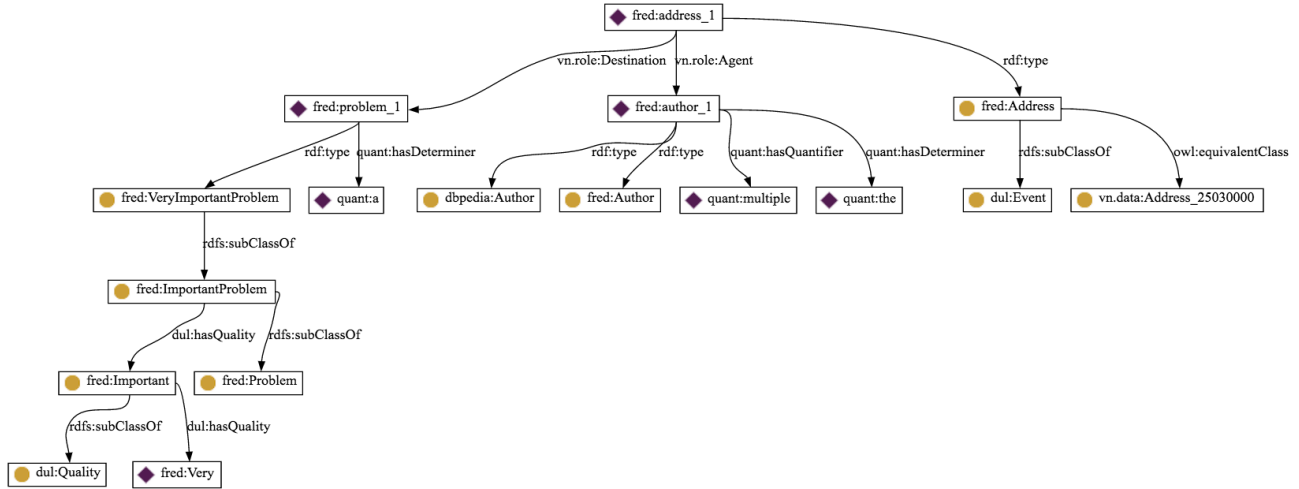 fred:address_1
vn.role:Destination
vn.role:Agent
rdf:type
fred:problem_1
fred:author_1
fred:Address
rdf:type
quant:hasDeterminer
rdf:type
rdf:type
quant:hasQuantifier
quant:hasDeterminer
rdfs:subClassOf
owl:equivalentClass
fred:VeryImportantProblem
quant:a
dbpedia:Author
fred:Author
quant:multiple
quant:the
dul:Event
vn.data:Address_25030000
rdfs:subClassOf
fred:ImportantProblem
dul:hasQuality
rdfs:subClassOf
fred:Important
fred:Problem
rdfs:subClassOf
dul:hasQuality
dul:Quality
fred:Very